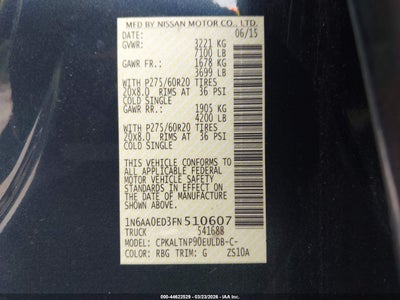 MFD BY NISSAN MOTOR CO., LTD.
DATE: 06/15
GVWR: 3221 KG
7100 LB
GAWR FR.: 1678 KG
3699 LB
WITH P275/60R20 TIRES
20X8.0 RIMS AT 36 PSI
COLD SINGLE
GAWR RR.: 1905 KG
4200 LB
WITH P275/60R20 TIRES
20X8.0 RIMS AT 36 PSI
COLD SINGLE
THIS VEHICLE CONFORMS TO
ALL APPLICABLE FEDERAL
MOTOR VEHICLE SAFETY
STANDARDS IN EFFECT ON
THE DATE OF MANUFACTURE
SHOWN ABOVE.
1N6AA0ED3FN510607
TRUCK 541688
MODEL: CPKALTNP90EULDB-C-
COLOR: RBG TRIM: G ZS10A
000-44622529 - 03/23/2026 - IAA